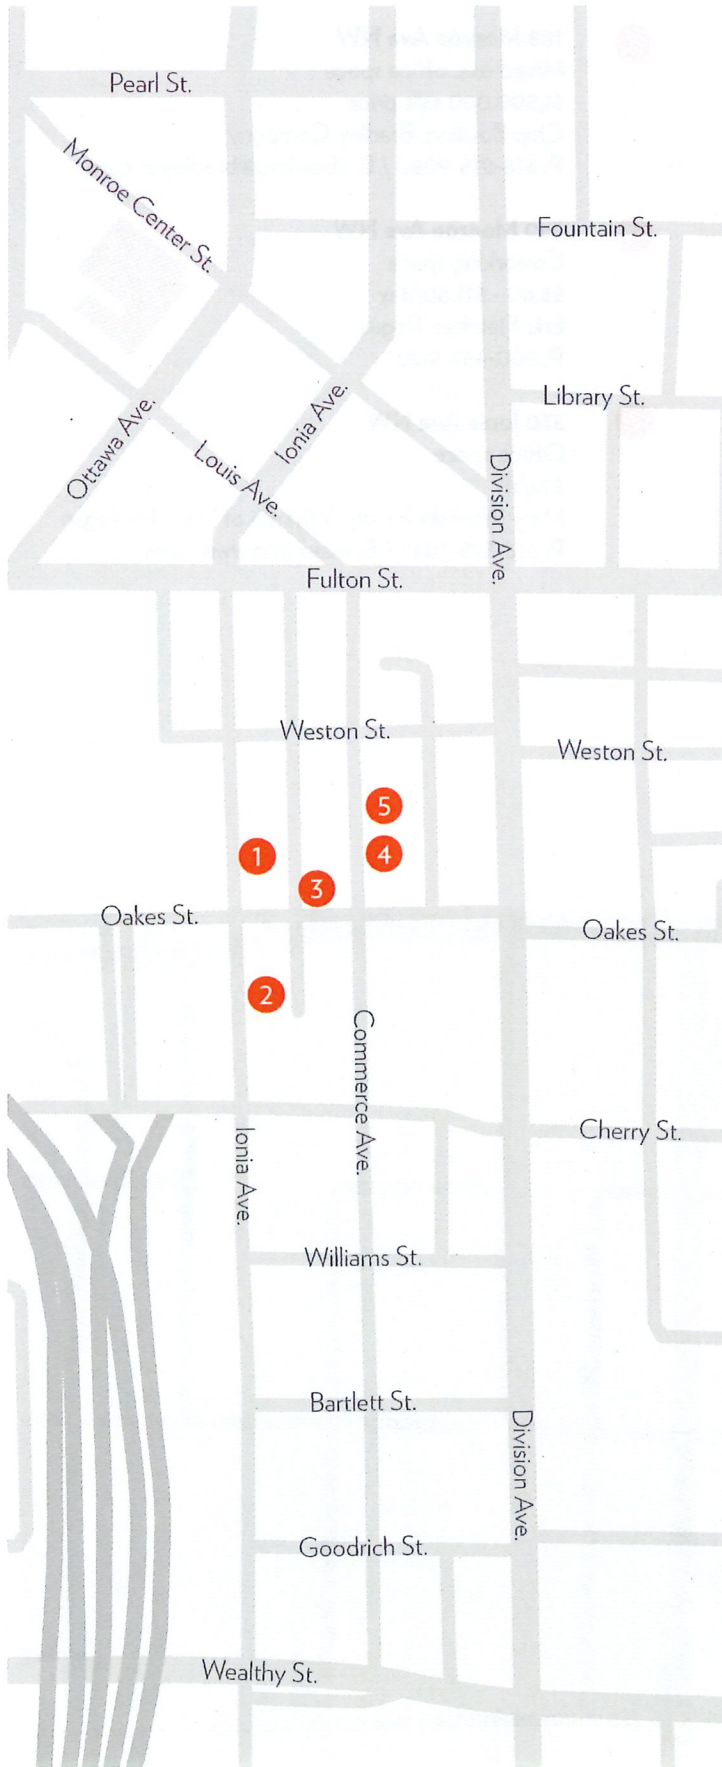 Pearl St.
Monroe Center St.
Fountain St.
Library St.
Ottawa Ave.
Ionia Ave.
Louis Ave.
Division Ave.
Fulton St.
Weston St.
Weston St.
5
1
4
3
Oakes St.
Oakes St.
2
Commerce Ave.
Ionia Ave.
Cherry St.
Williams St.
Bartlett St.
Division Ave.
Goodrich St.
Wealthy St.